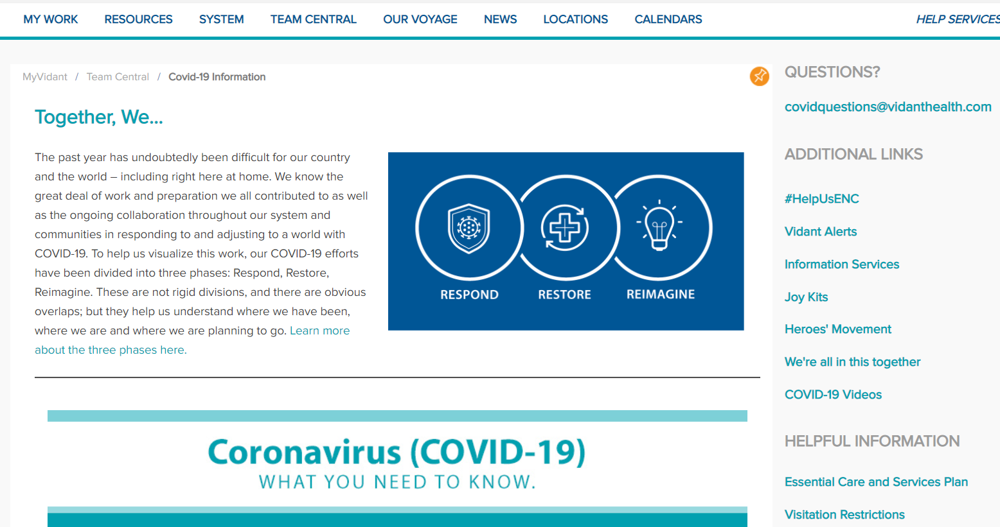 MY WORK RESOURCES SYSTEM TEAM CENTRAL OUR VOYAGE NEWS LOCATIONS CALENDARS HELP SERVICES
MyVidant / Team Central / Covid-19 Information
Together, We...
The past year has undoubtedly been difficult for our country
and the world – including right here at home. We know the
great deal of work and preparation we all contributed to as well
as the ongoing collaboration throughout our system and
communities in responding to and adjusting to a world with
COVID-19. To help us visualize this work, our COVID-19 efforts
have been divided into three phases: Respond, Restore,
Reimagine. These are not rigid divisions, and there are obvious
overlaps; but they help us understand where we have been,
where we are and where we are planning to go. Learn more
about the three phases here.
RESPOND RESTORE REIMAGINE
Coronavirus (COVID-19)
WHAT YOU NEED TO KNOW.
QUESTIONS?
covidquestions@vidanthealth.com
ADDITIONAL LINKS
#HelpUsENC
Vidant Alerts
Information Services
Joy Kits
Heroes' Movement
We're all in this together
COVID-19 Videos
HELPFUL INFORMATION
Essential Care and Services Plan
Visitation Restrictions